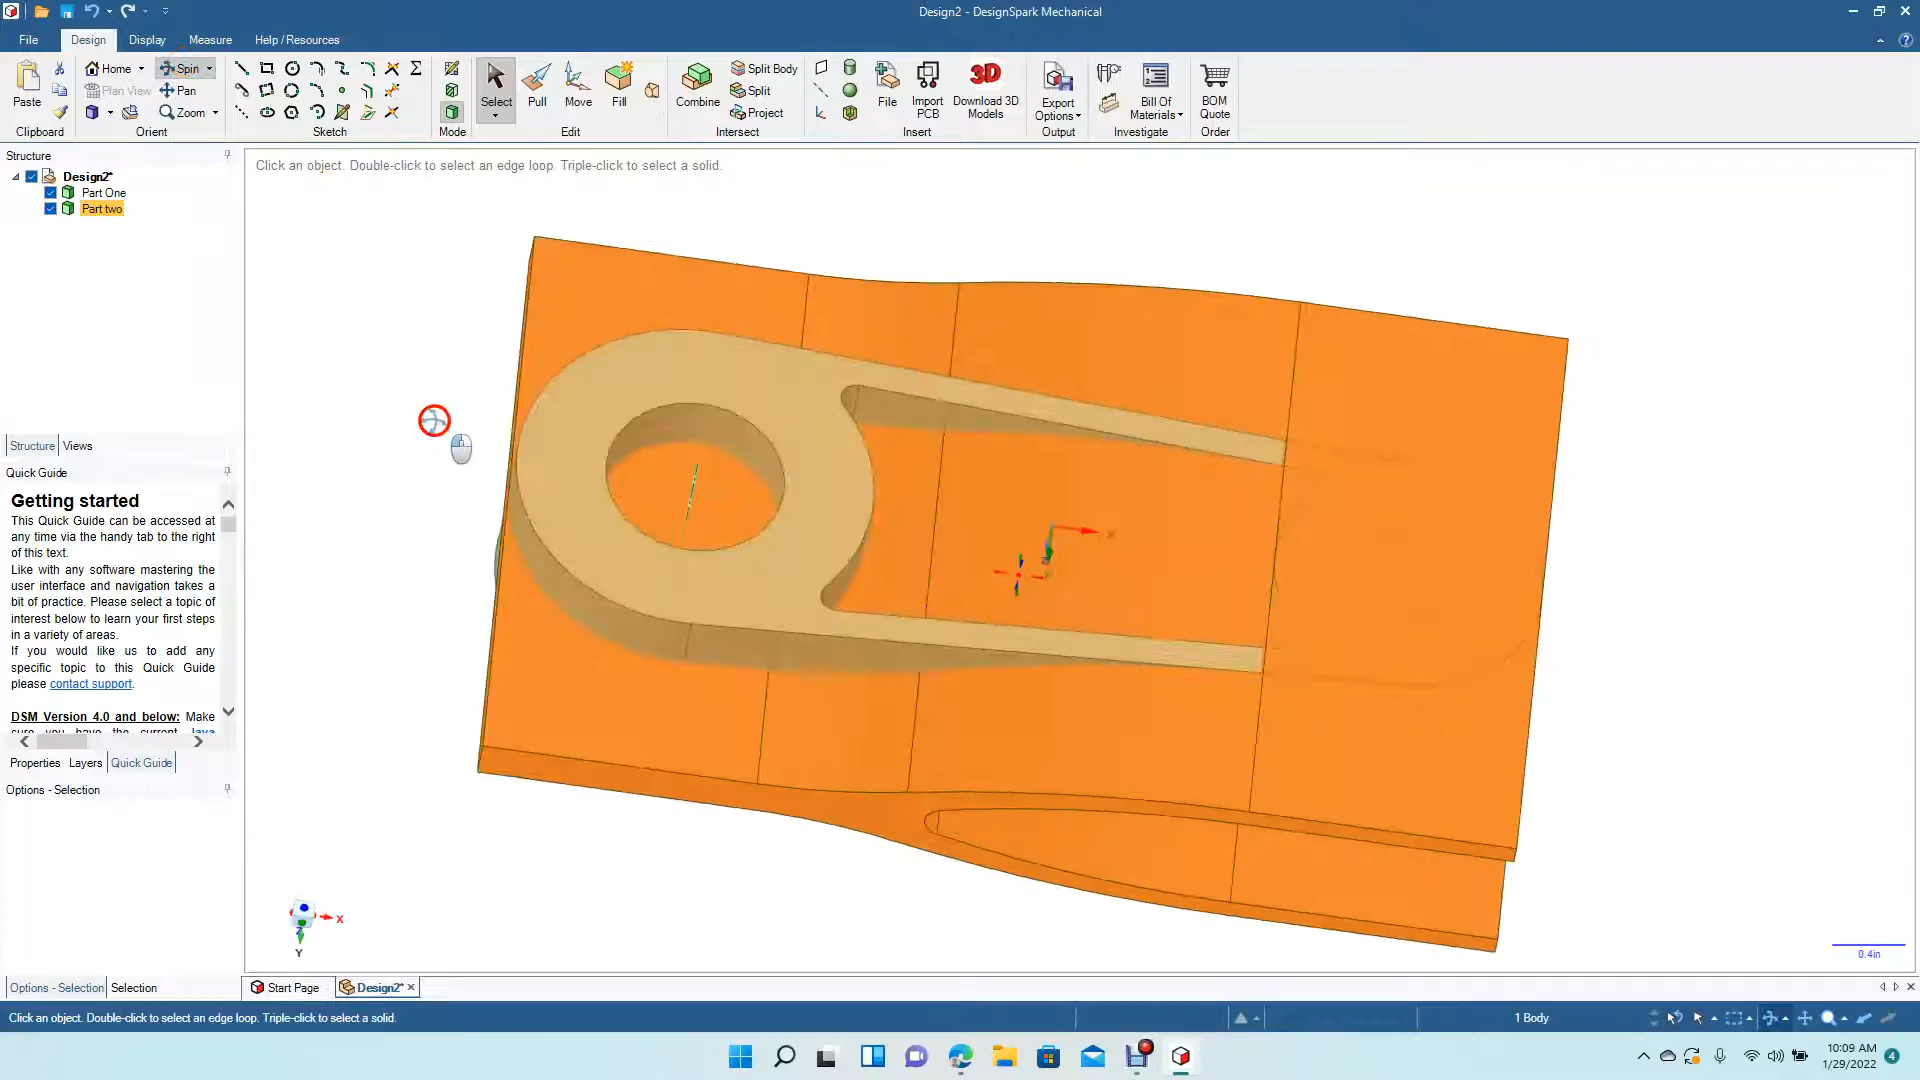 Design2 - DesignSpark Mechanical
File Design Display Measure Help / Resources
Paste
Home
Plan View
Spin
Pan
Zoom
Select
Pull
Move
Fill
Combine
Split Body
Split
Project
File
Import
PCB
3D
Download 3D
Models
Export
Options
Bill Of
Materials
BOM
Quote
Clipboard Orient Sketch Mode Edit Intersect Insert Output Investigate Order
Structure
Design2*
Part One
Part two
Click an object. Double-click to select an edge loop. Triple-click to select a solid.
Structure Views
Quick Guide
Getting started
This Quick Guide can be accessed at
any time via the handy tab to the right
of this text.
Like with any software mastering the
user interface and navigation takes a
bit of practice. Please select a topic of
interest below to learn your first steps
in a variety of areas.
If you would like us to add any
specific topic to this Quick Guide
please contact support.
DSM Version 4.0 and below: Make
sure you have the current Java
Properties Layers Quick Guide
Options - Selection
X
X
Z
Y
0.4in
Options - Selection Selection
Start Page Design2*
Click an object. Double-click to select an edge loop. Triple-click to select a solid.
1 Body
10:09 AM
1/29/2022
4